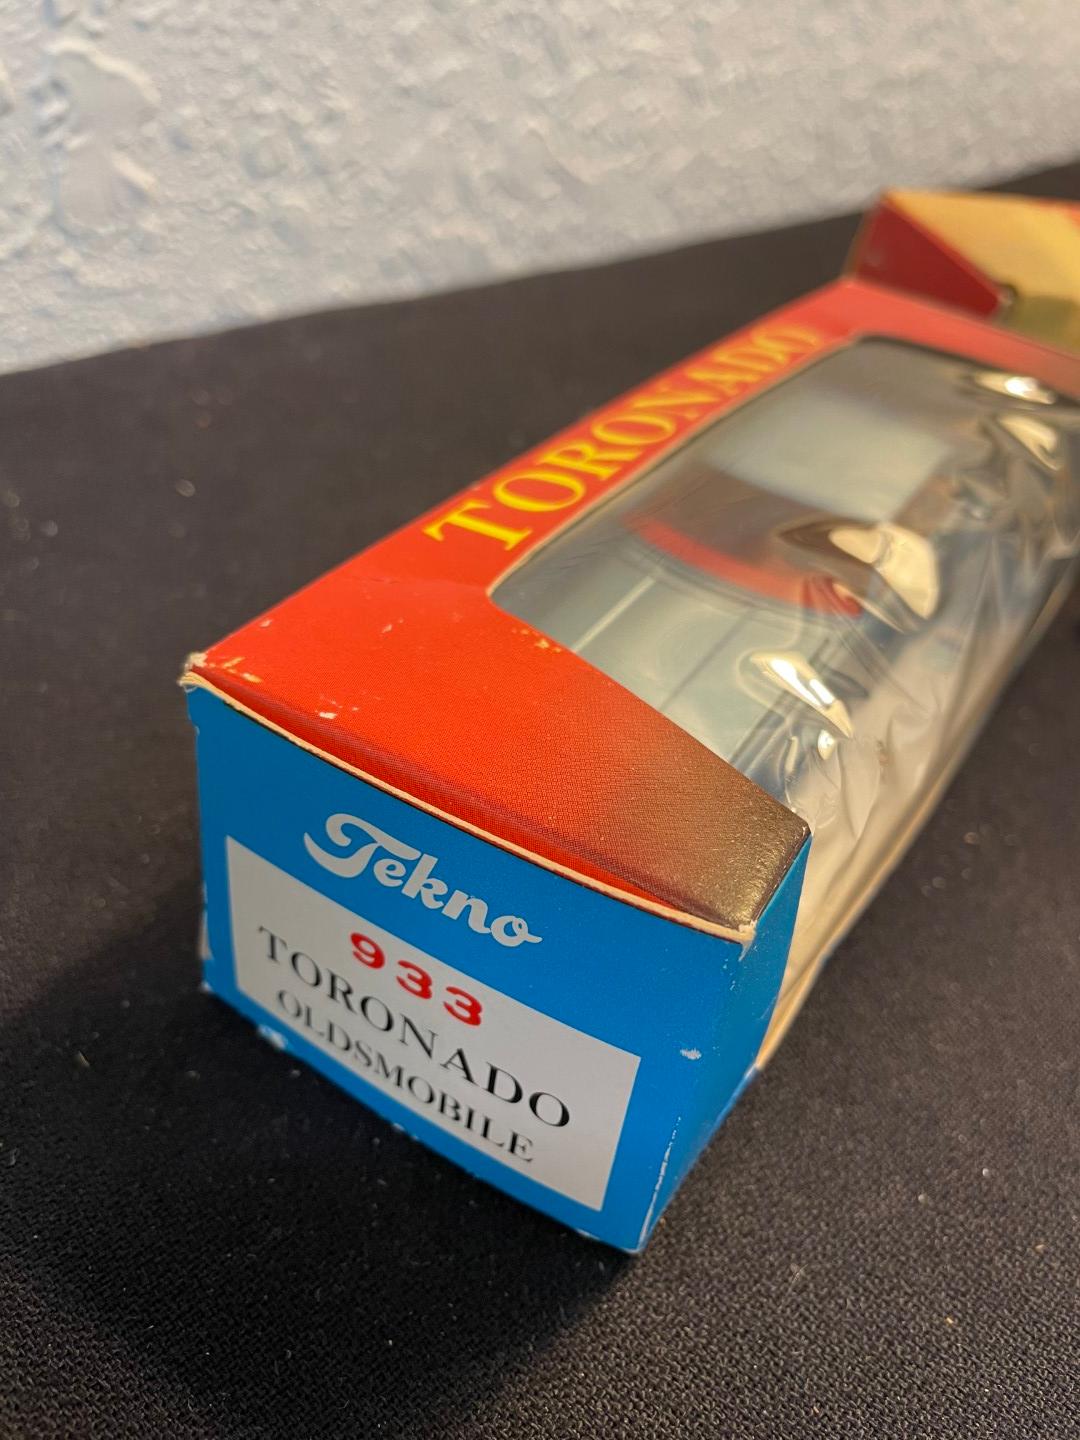 TORONADO
Tekno
933
TORONADO
OLDSMOBILE